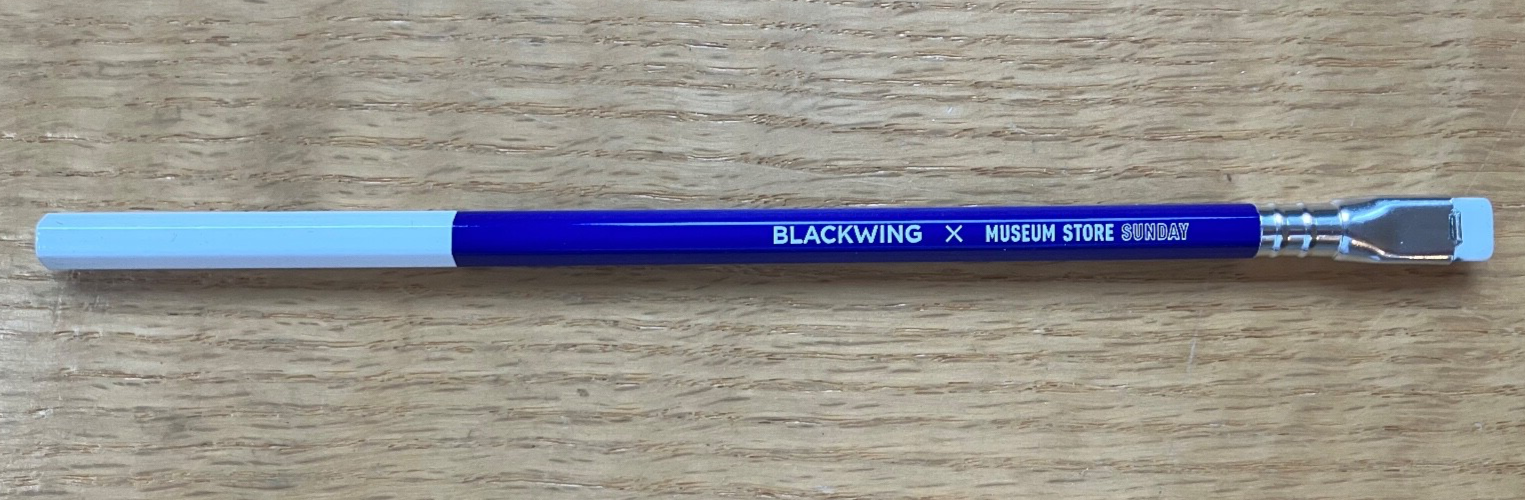 BLACKWING × MUSEUM STORE SUNDAY